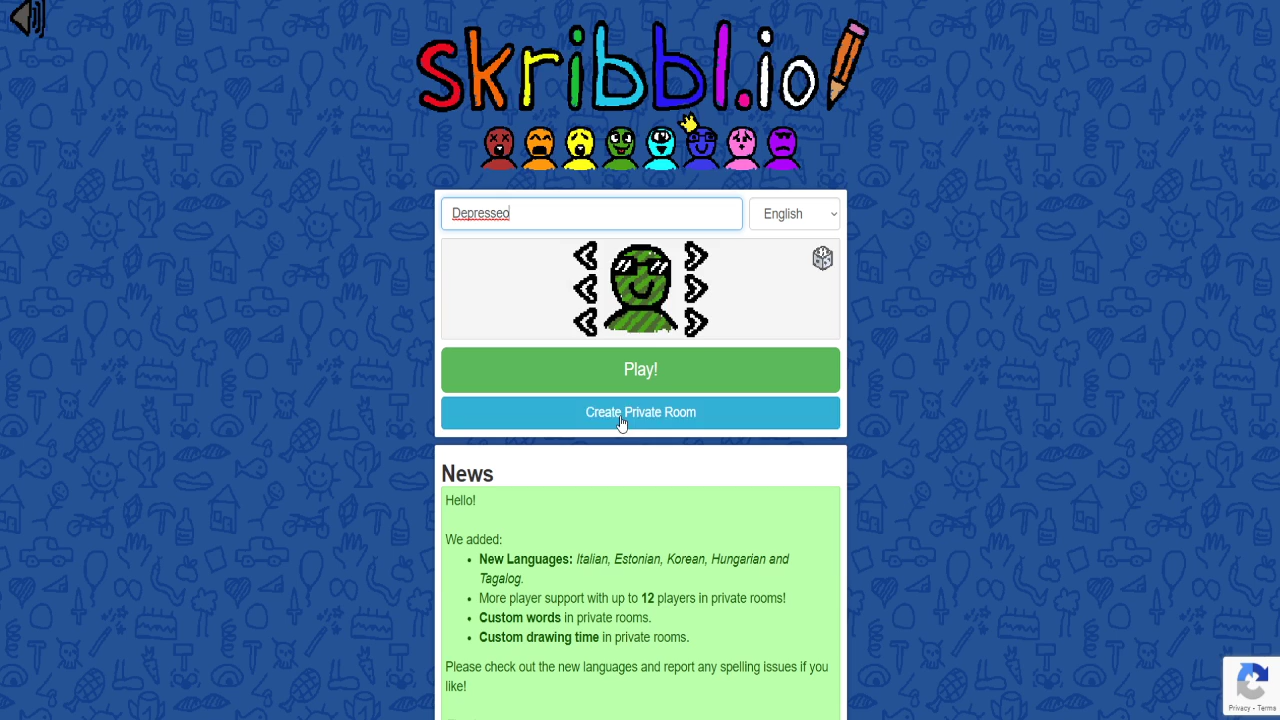 skribbl.io
Depressed
English
Play!
Create Private Room
News
Hello!
We added:
New Languages: Italian, Estonian, Korean, Hungarian and
Tagalog.
More player support with up to 12 players in private rooms!
Custom words in private rooms.
Custom drawing time in private rooms.
Please check out the new languages and report any spelling issues if you
like!
Privacy - Terms